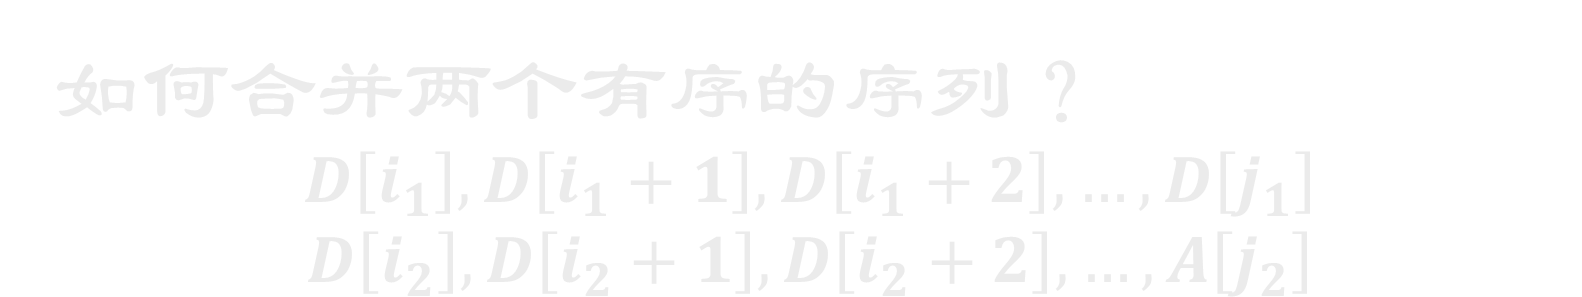 如何合并两个有序的序列？
D[i₁], D[i₁ + 1], D[i₁ + 2], … , D[j₁]
D[i₂], D[i₂ + 1], D[i₂ + 2], … , A[j₂]